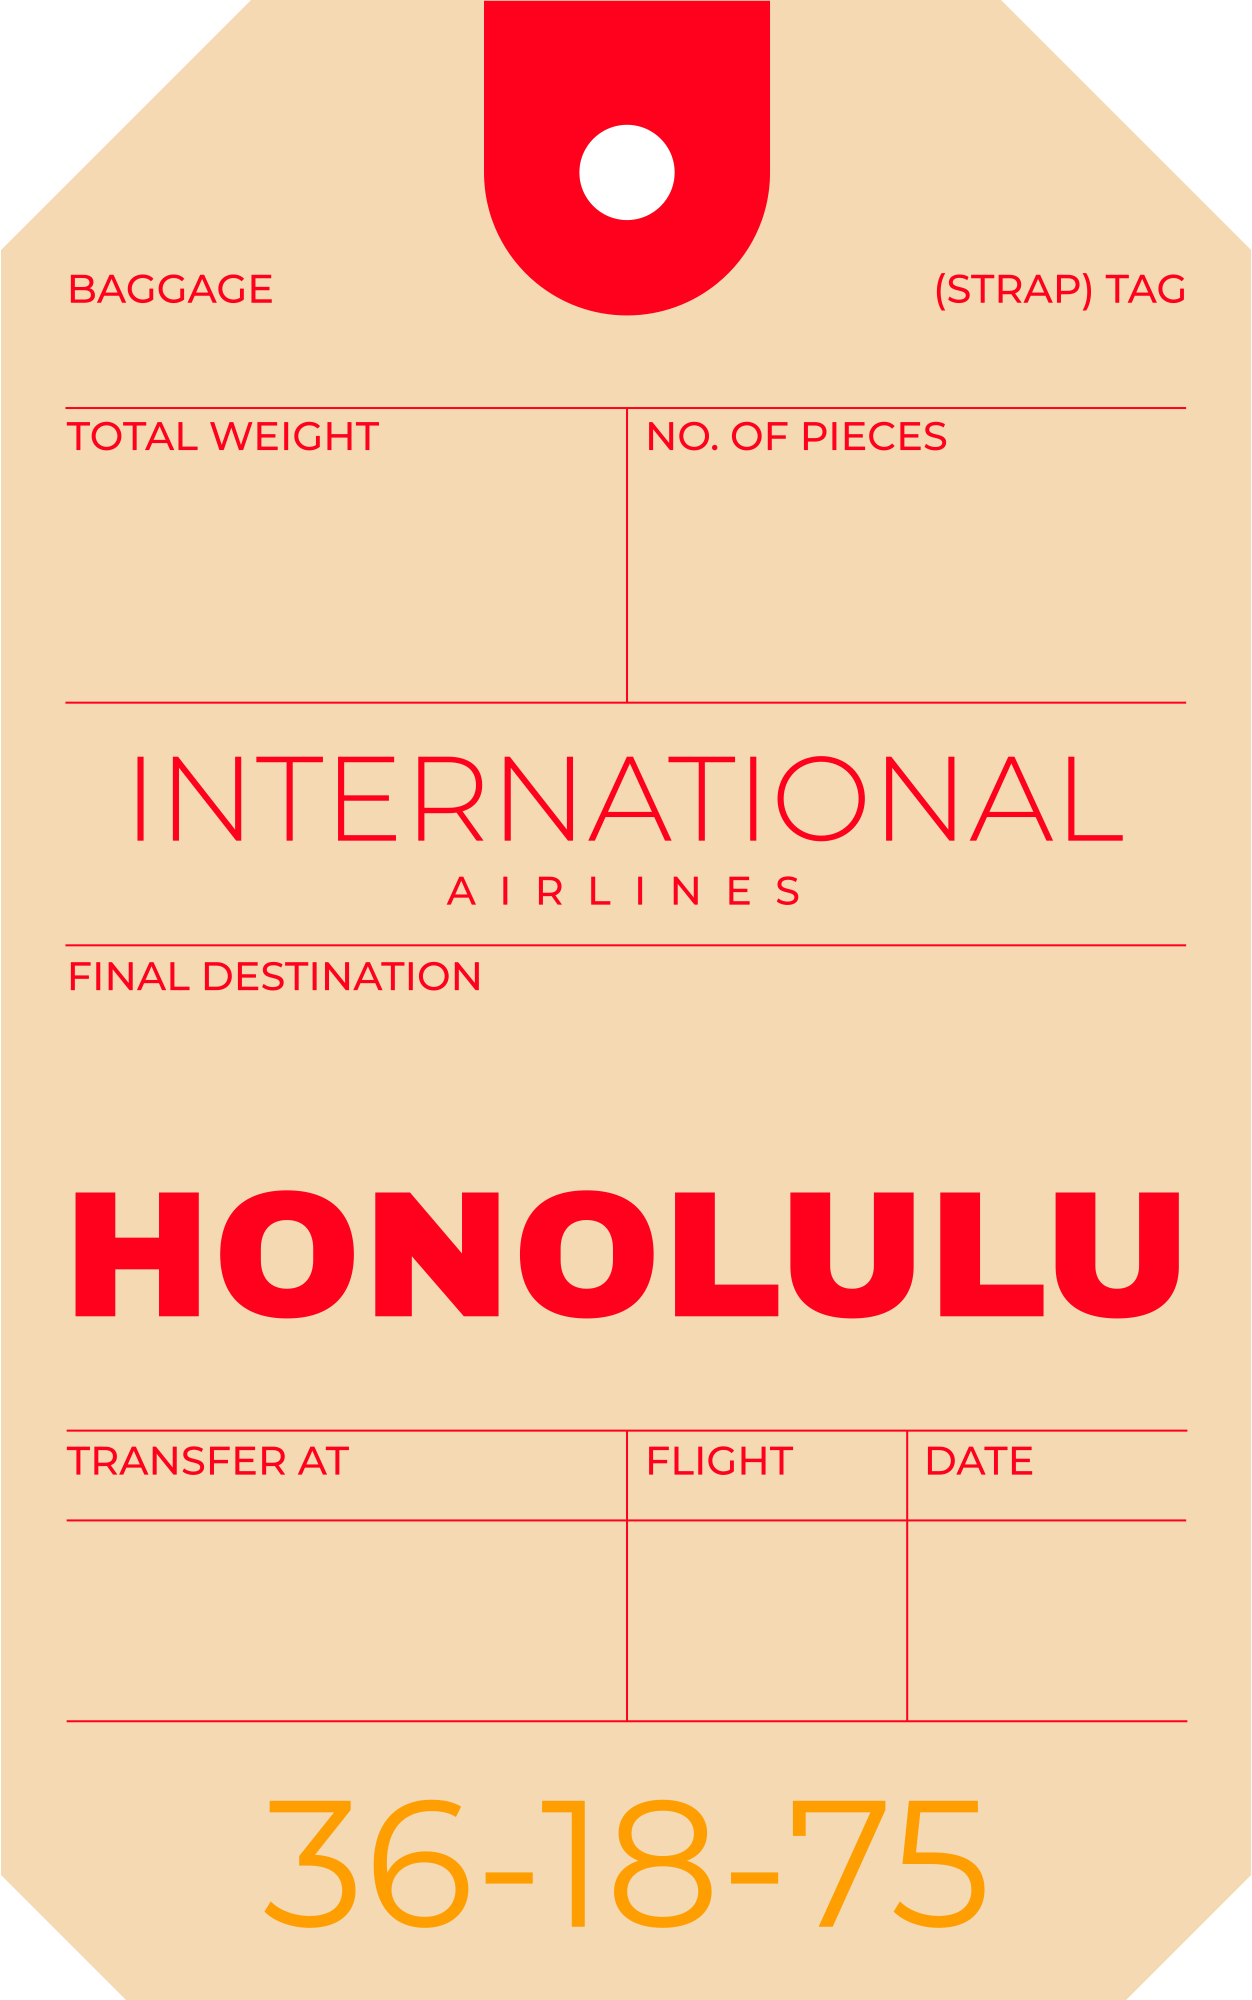 BAGGAGE (STRAP) TAG
TOTAL WEIGHT NO. OF PIECES
INTERNATIONAL
AIRLINES
FINAL DESTINATION
HONOLULU
TRANSFER AT FLIGHT DATE
36-18-75